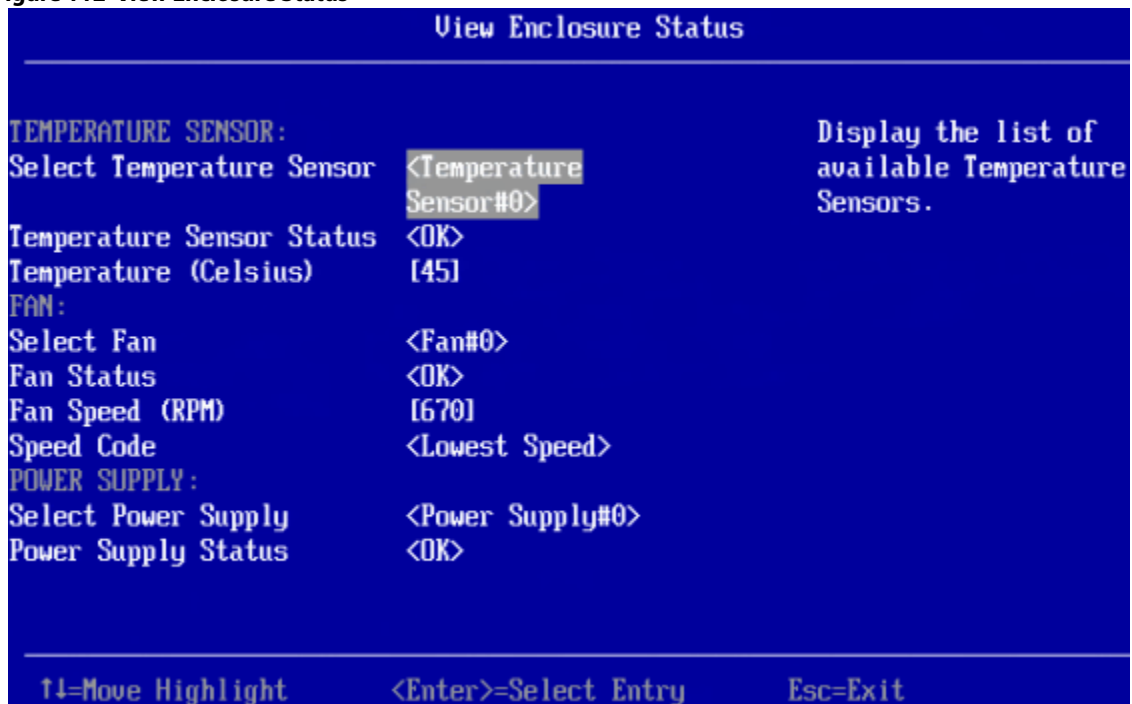 View Enclosure Status
View Enclosure Status
TEMPERATURE SENSOR:
Select Temperature Sensor <Temperature
Sensor#0>
Temperature Sensor Status <OK>
Temperature (Celsius) [45]
FAN:
Select Fan <Fan#0>
Fan Status <OK>
Fan Speed (RPM) [670]
Speed Code <Lowest Speed>
POWER SUPPLY:
Select Power Supply <Power Supply#0>
Power Supply Status <OK>
Display the list of
available Temperature
Sensors.
↑↓=Move Highlight <Enter>=Select Entry Esc=Exit